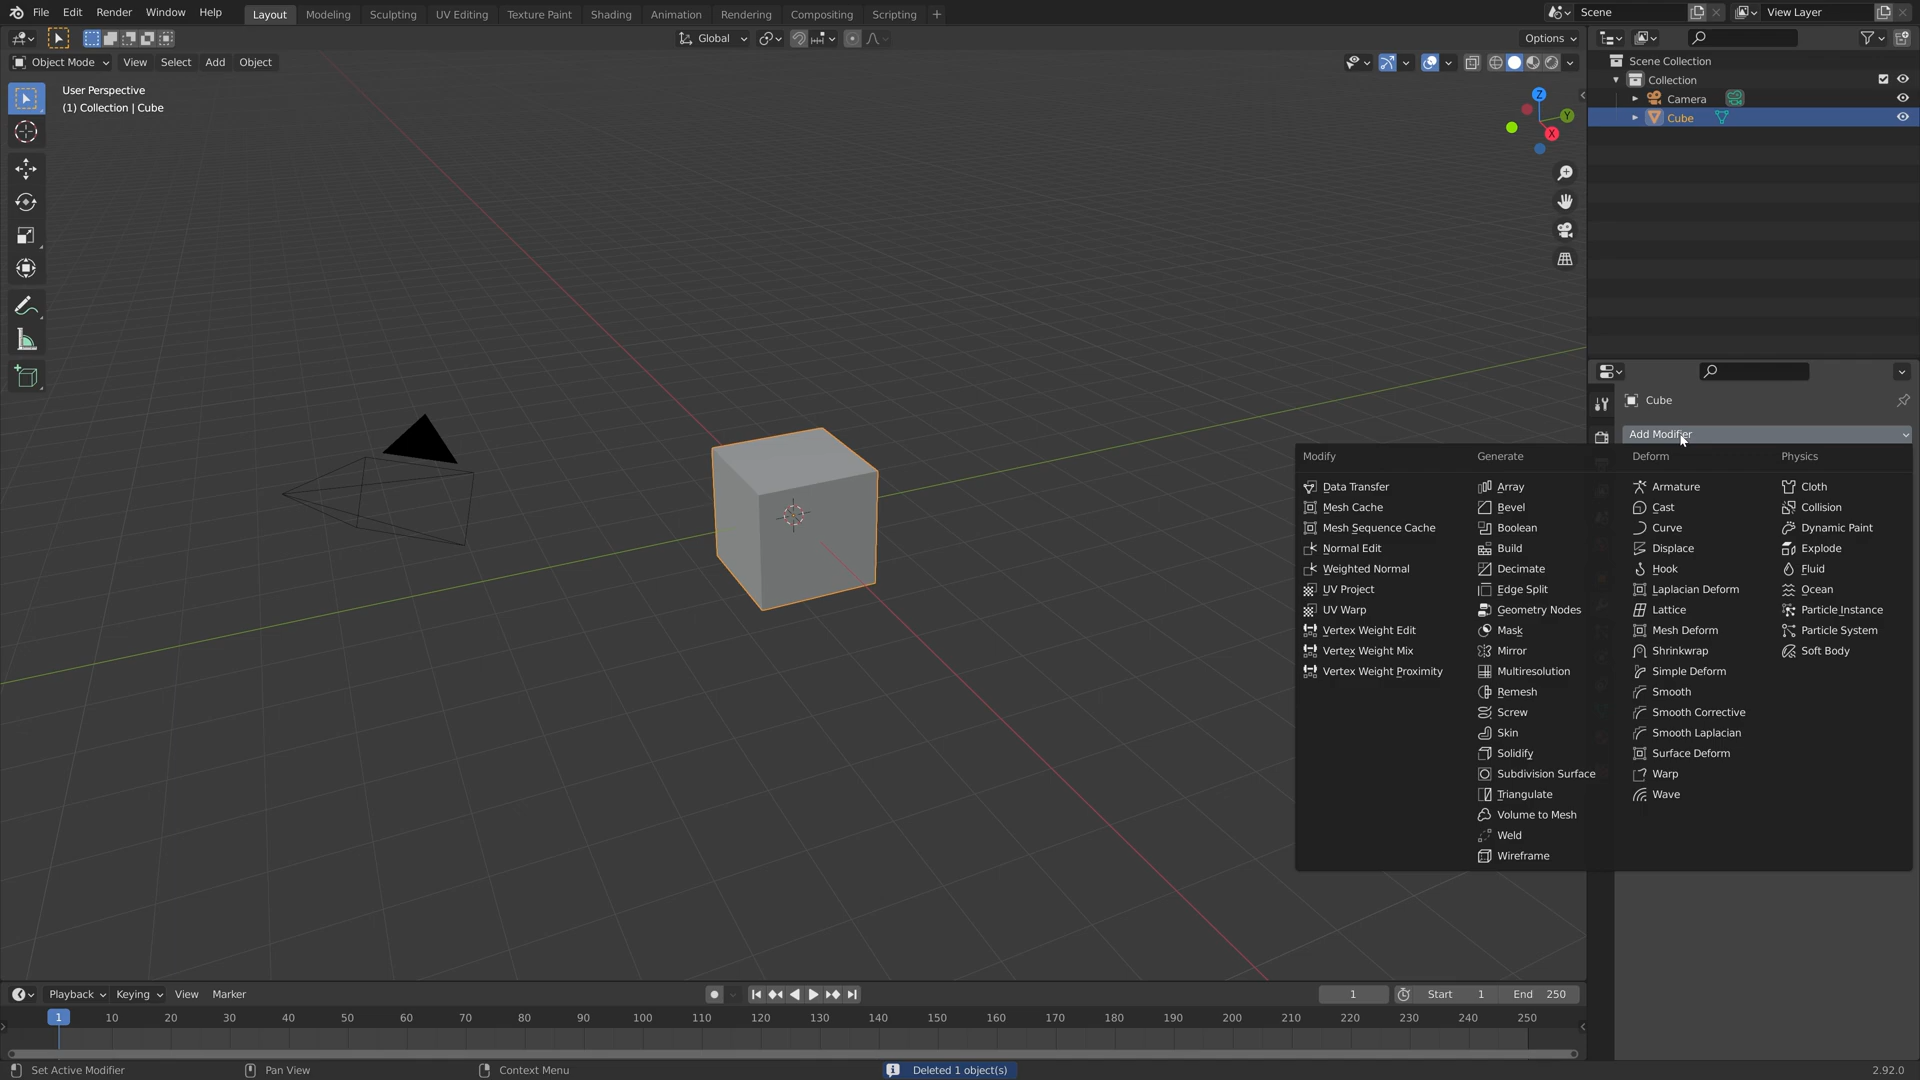 File Edit Render Window Help Layout Modeling Sculpting UV Editing Texture Paint Shading Animation Rendering Compositing Scripting + Scene View Layer
Global Options
Object Mode View Select Add Object
User Perspective
(1) Collection | Cube
Z
Y
X
Scene Collection
Collection
Camera
Cube
Cube
Add Modifier
Modify
Data Transfer
Mesh Cache
Mesh Sequence Cache
Normal Edit
Weighted Normal
UV Project
UV Warp
Vertex Weight Edit
Vertex Weight Mix
Vertex Weight Proximity
Generate
Array
Bevel
Boolean
Build
Decimate
Edge Split
Geometry Nodes
Mask
Mirror
Multiresolution
Remesh
Screw
Skin
Solidify
Subdivision Surface
Triangulate
Volume to Mesh
Weld
Wireframe
Deform
Armature
Cast
Curve
Displace
Hook
Laplacian Deform
Lattice
Mesh Deform
Shrinkwrap
Simple Deform
Smooth
Smooth Corrective
Smooth Laplacian
Surface Deform
Warp
Wave
Physics
Cloth
Collision
Dynamic Paint
Explode
Fluid
Ocean
Particle Instance
Particle System
Soft Body
Playback Keying View Marker 1 Start 1 End 250
1 10 20 30 40 50 60 70 80 90 100 110 120 130 140 150 160 170 180 190 200 210 220 230 240 250
Set Active Modifier Pan View Context Menu Deleted 1 object(s) 2.92.0